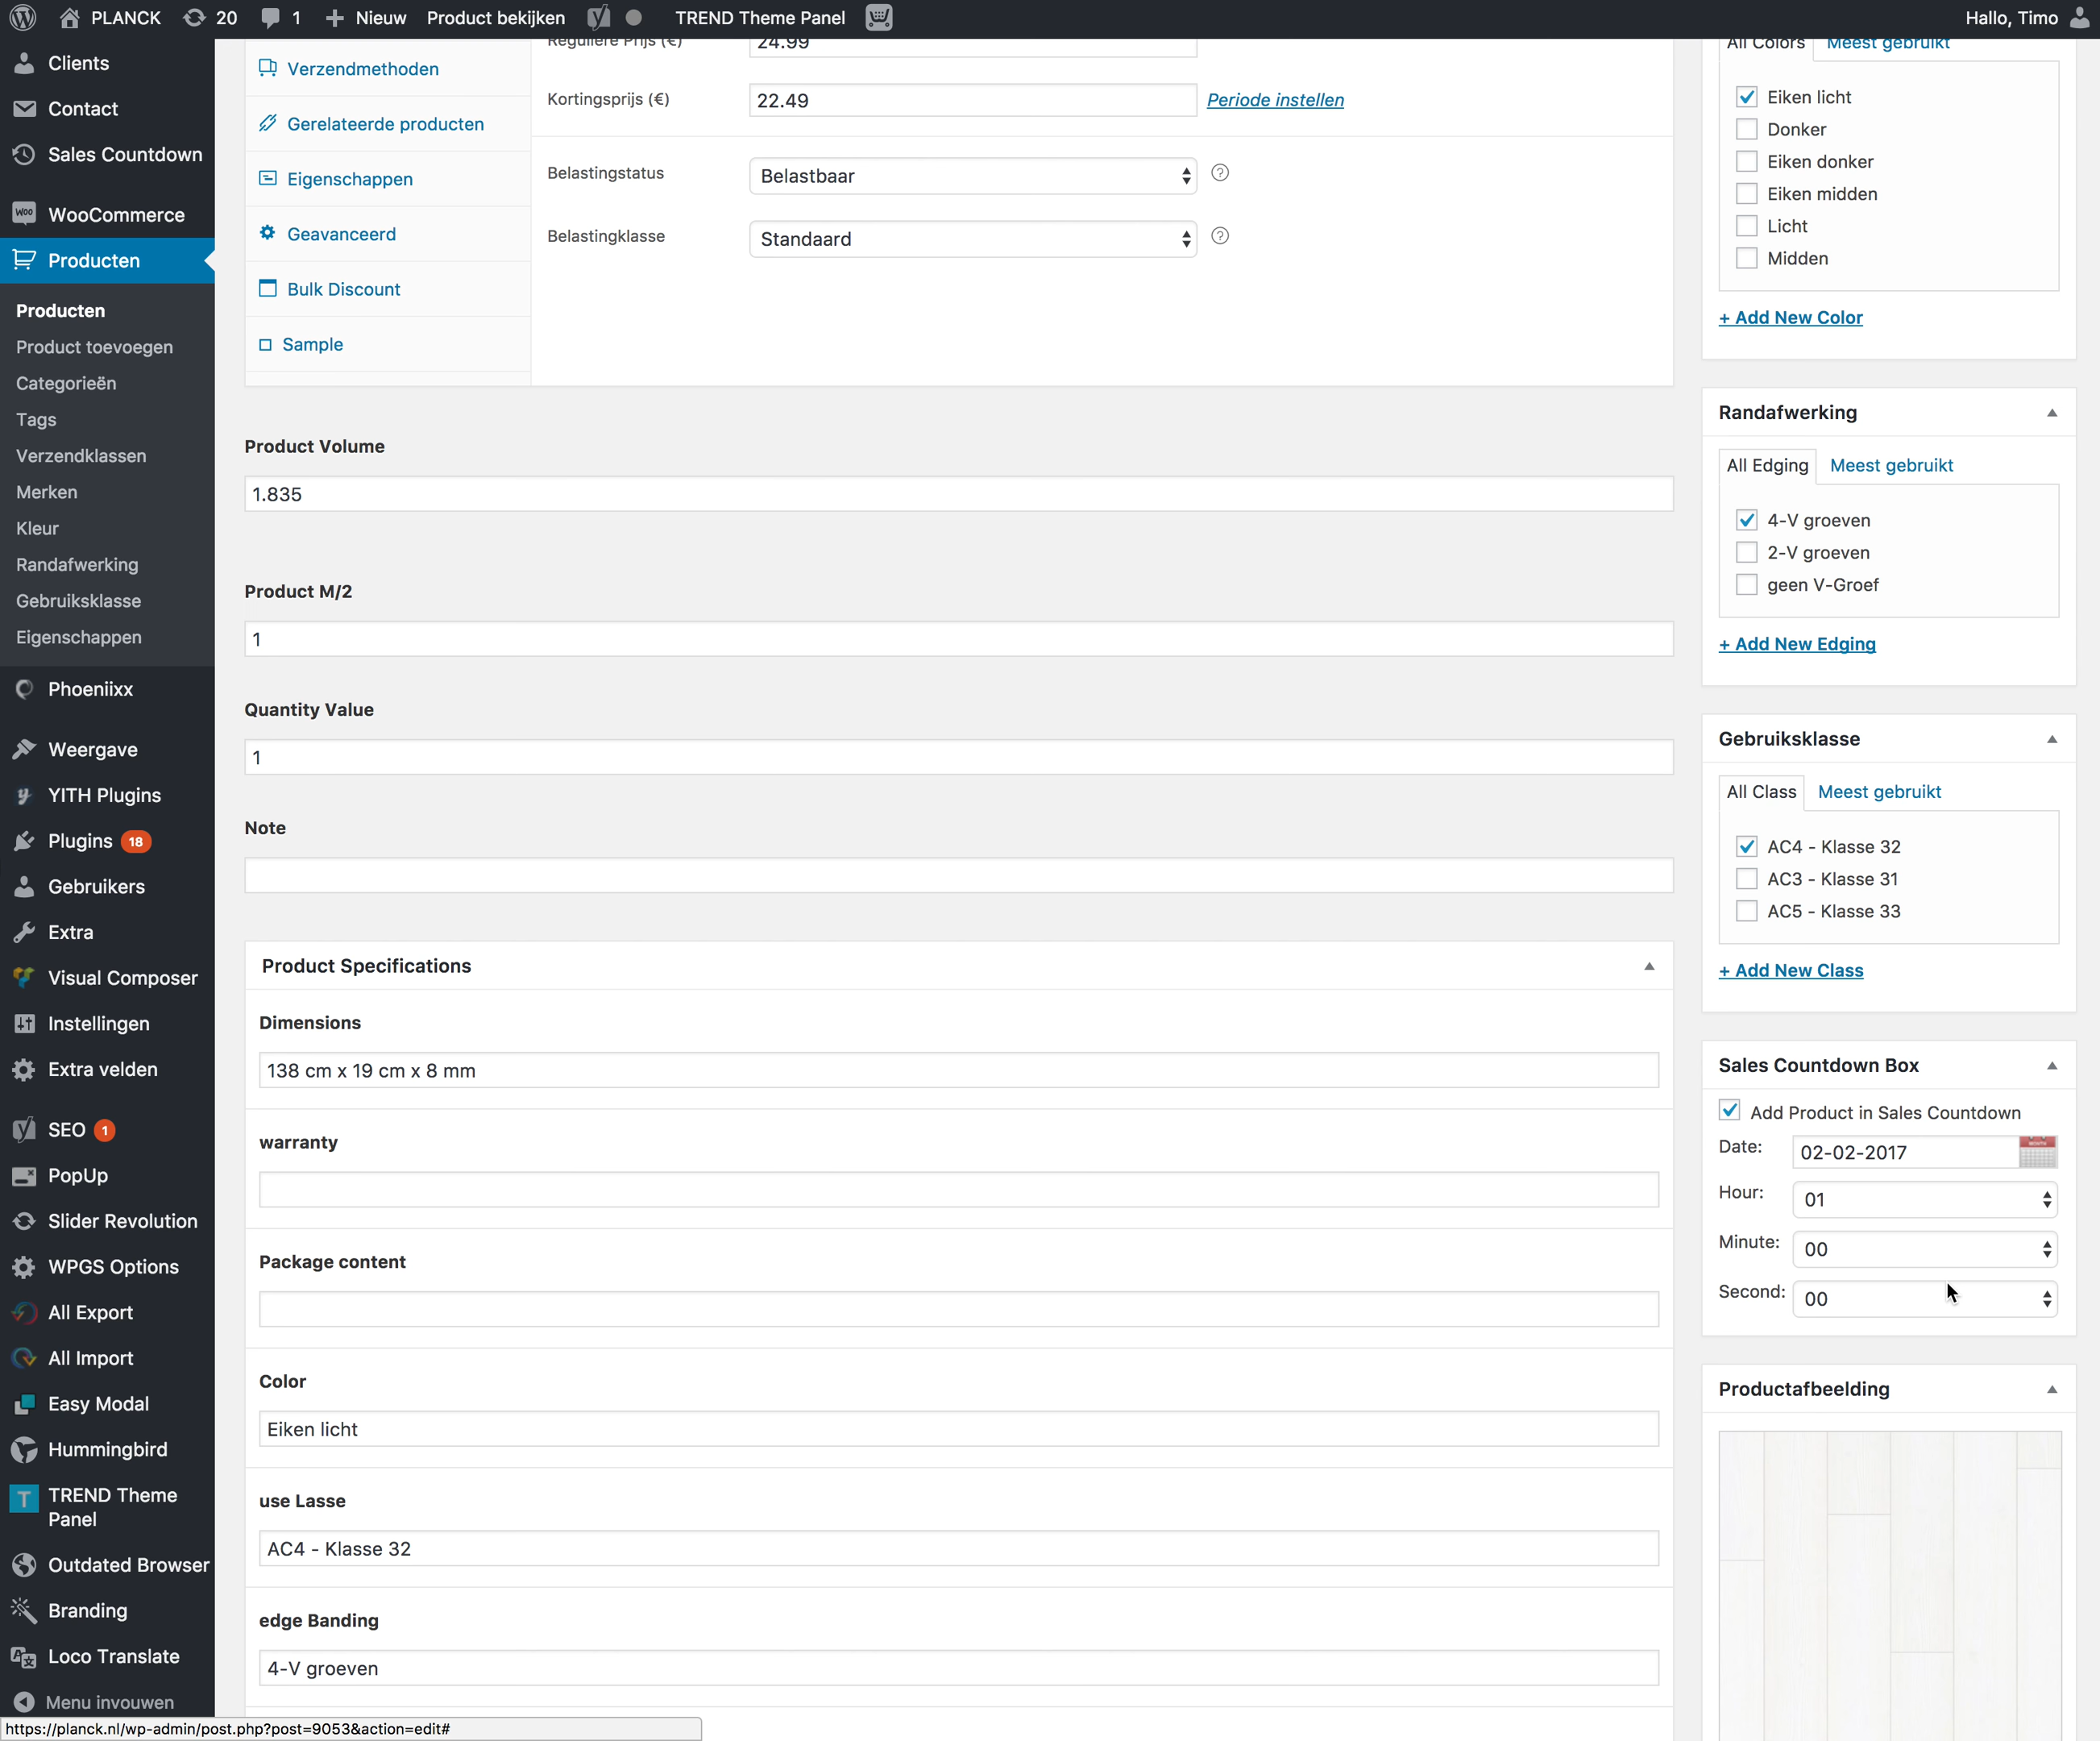 PLANCK 20 1 Nieuw Product bekijken TREND Theme Panel Hallo, Timo
Clients
Contact
Sales Countdown
WooCommerce
Producten
Producten
Product toevoegen
Categorieën
Tags
Verzendklassen
Merken
Kleur
Randafwerking
Gebruiksklasse
Eigenschappen
Phoeniixx
Weergave
YITH Plugins
Plugins 18
Gebruikers
Extra
Visual Composer
Instellingen
Extra velden
SEO 1
PopUp
Slider Revolution
WPGS Options
All Export
All Import
Easy Modal
Hummingbird
TREND Theme
Panel
Outdated Browser
Branding
Loco Translate
Menu invouwen
https://planck.nl/wp-admin/post.php?post=9053&action=edit#
Verzendmethoden
Gerelateerde producten
Eigenschappen
Geavanceerd
Bulk Discount
Sample
Reguliere Prijs (€) 24.99
Kortingsprijs (€) 22.49 Periode instellen
Belastingstatus Belastbaar
Belastingklasse Standaard
Product Volume
1.835
Product M/2
1
Quantity Value
1
Note
Product Specifications
Dimensions
138 cm x 19 cm x 8 mm
warranty
Package content
Color
Eiken licht
use Lasse
AC4 - Klasse 32
edge Banding
4-V groeven
All Colors Meest gebruikt
Eiken licht
Donker
Eiken donker
Eiken midden
Licht
Midden
+ Add New Color
Randafwerking
All Edging Meest gebruikt
4-V groeven
2-V groeven
geen V-Groef
+ Add New Edging
Gebruiksklasse
All Class Meest gebruikt
AC4 - Klasse 32
AC3 - Klasse 31
AC5 - Klasse 33
+ Add New Class
Sales Countdown Box
Add Product in Sales Countdown
Date: 02-02-2017
Hour: 01
Minute: 00
Second: 00
Productafbeelding